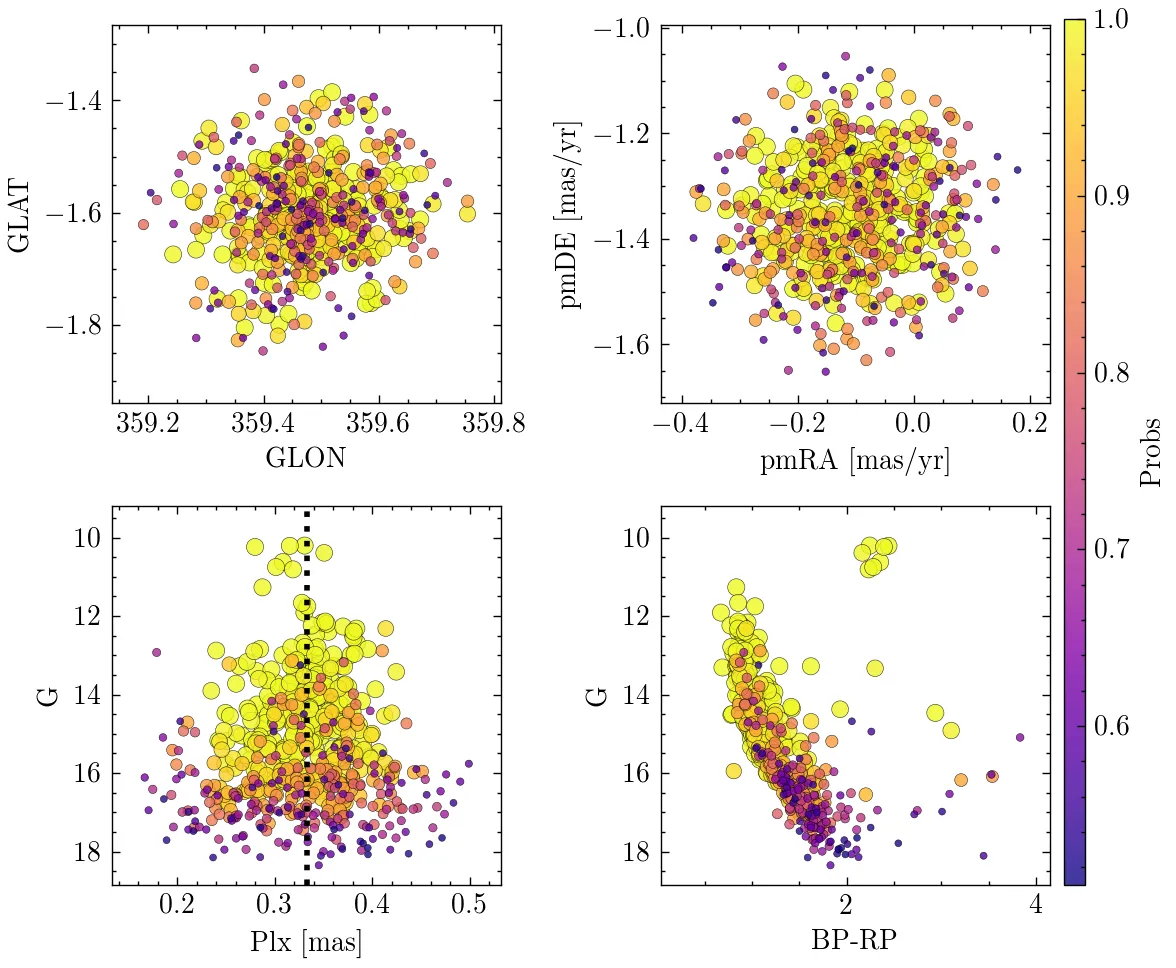 −1.4
−1.6
−1.8
GLAT
359.2 359.4 359.6 359.8
GLON
−1.0
−1.2
−1.4
−1.6
pmDE [mas/yr]
−0.4 −0.2 0.0 0.2
pmRA [mas/yr]
10
12
14
16
18
G
0.2 0.3 0.4 0.5
Plx [mas]
10
12
14
16
18
G
2 4
BP-RP
1.0
0.9
0.8
0.7
0.6
Probs